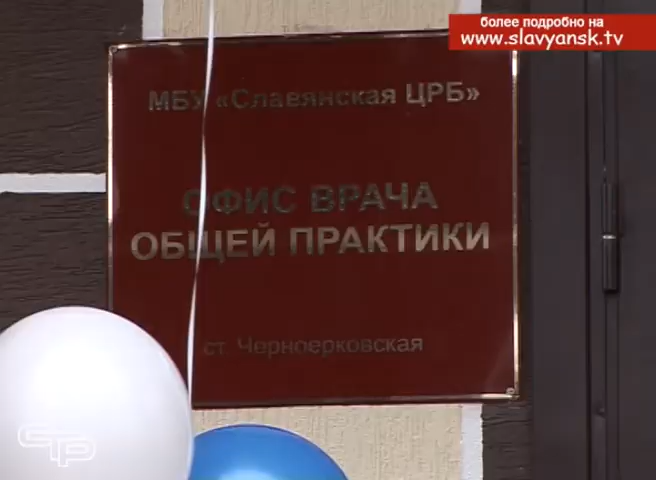 более подробно на
www.slavyansk.tv
МБУ «Славянская ЦРБ»
ОФИС ВРАЧА
ОБЩЕЙ ПРАКТИКИ
ст. Черноерковская